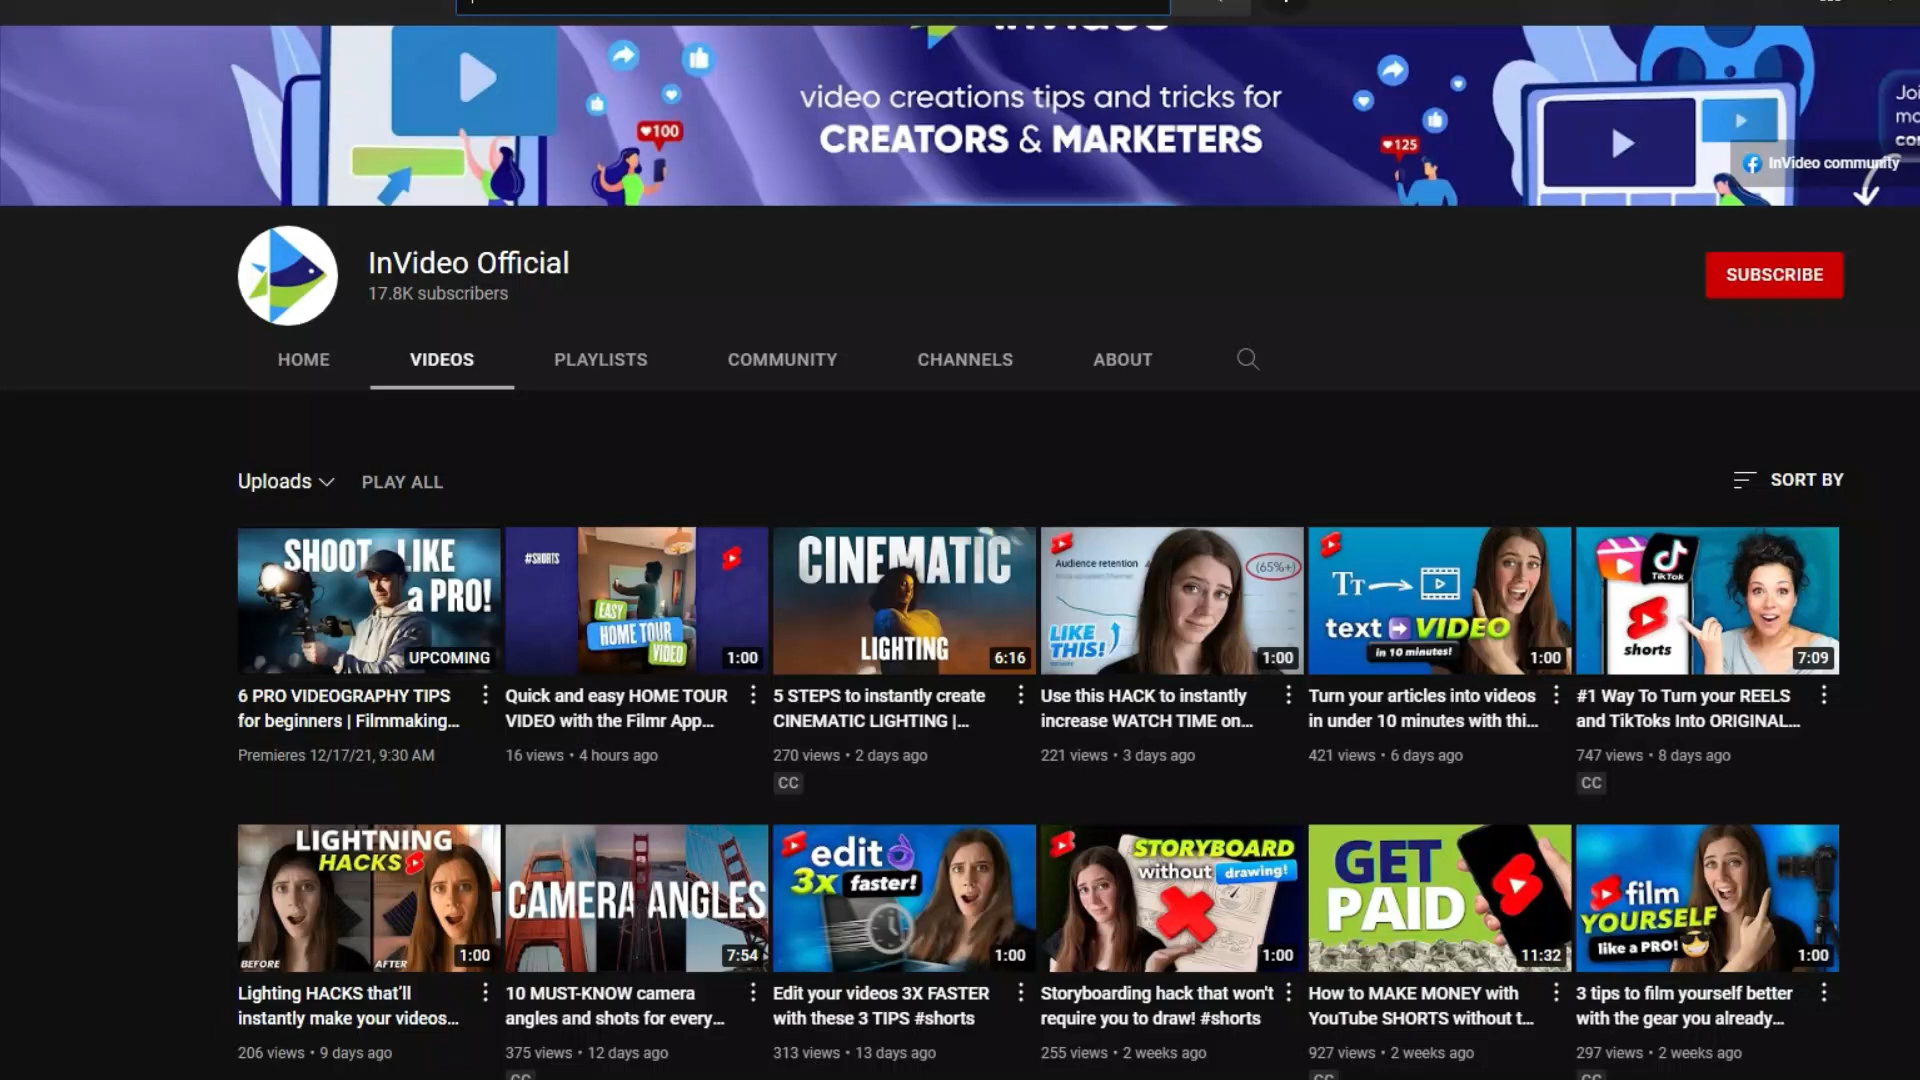 video creations tips and tricks for
CREATORS & MARKETERS
100
125
InVideo community
InVideo Official
17.8K subscribers
SUBSCRIBE
HOME
VIDEOS
PLAYLISTS
COMMUNITY
CHANNELS
ABOUT
Uploads
PLAY ALL
SORT BY
SHOOT LIKE
a PRO!
UPCOMING
#SHORTS
EASY
HOME TOUR
VIDEO
1:00
CINEMATIC
LIGHTING
6:16
Audience retention
(65%+)
LIKE
THIS!
1:00
TT
text VIDEO
in 10 minutes!
1:00
TikTok
shorts
7:09
6 PRO VIDEOGRAPHY TIPS
for beginners | Filmmaking...
Premieres 12/17/21, 9:30 AM
Quick and easy HOME TOUR
VIDEO with the Filmr App...
16 views • 4 hours ago
5 STEPS to instantly create
CINEMATIC LIGHTING |...
270 views • 2 days ago
CC
Use this HACK to instantly
increase WATCH TIME on...
221 views • 3 days ago
Turn your articles into videos
in under 10 minutes with thi...
421 views • 6 days ago
#1 Way To Turn your REELS
and TikToks Into ORIGINAL...
747 views • 8 days ago
CC
LIGHTNING
HACKS
BEFORE
AFTER
1:00
CAMERA ANGLES
7:54
edit
3x faster!
1:00
STORYBOARD
without drawing!
1:00
GET
PAID
11:32
film
YOURSELF
like a PRO!
1:00
Lighting HACKS that'll
instantly make your videos...
206 views • 9 days ago
10 MUST-KNOW camera
angles and shots for every...
375 views • 12 days ago
Edit your videos 3X FASTER
with these 3 TIPS #shorts
313 views • 13 days ago
Storyboarding hack that won't
require you to draw! #shorts
255 views • 2 weeks ago
How to MAKE MONEY with
YouTube SHORTS without t...
927 views • 2 weeks ago
3 tips to film yourself better
with the gear you already...
297 views • 2 weeks ago